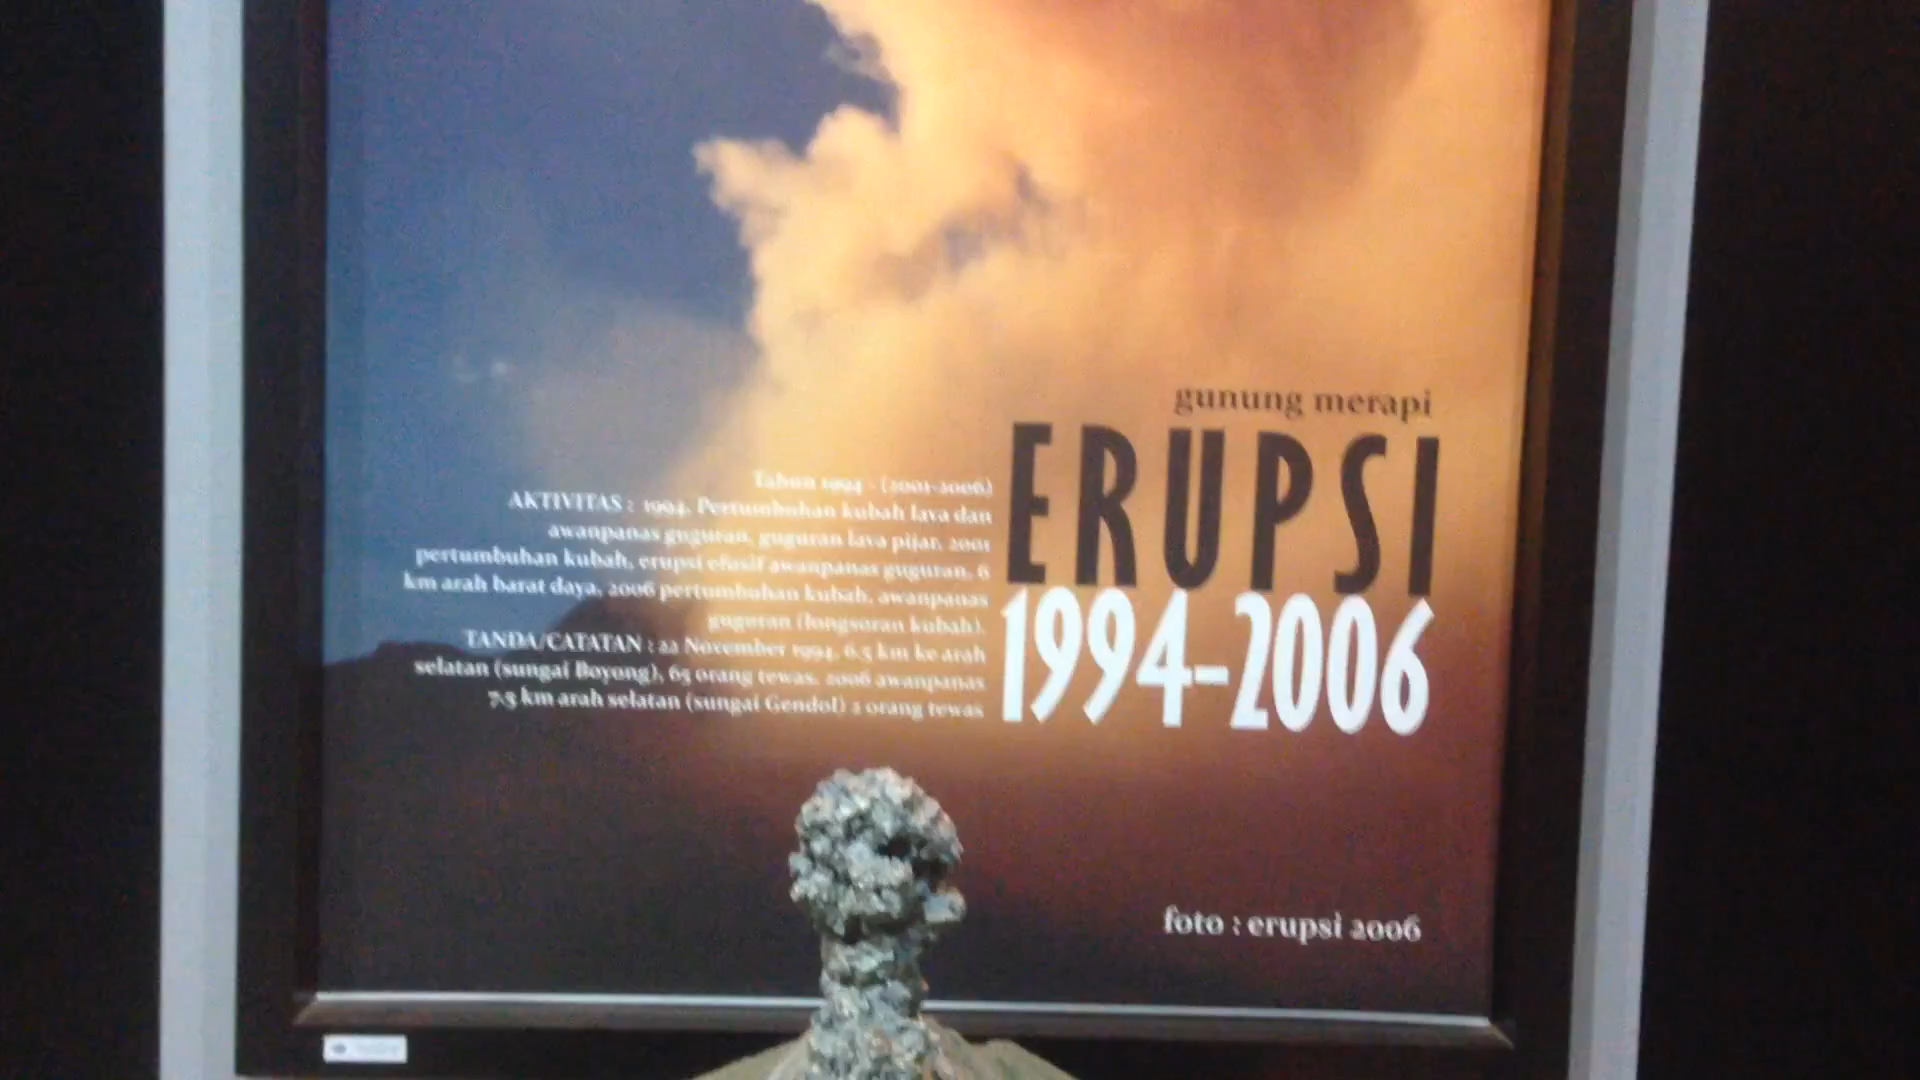 gunung merapi
ERUPSI
1994-2006
Tahun 1994 - (2001-2006)
AKTIVITAS : 1994, Pertumbuhan kubah lava dan
awanpanas guguran, guguran lava pijar, 2001
pertumbuhan kubah, erupsi efusif awanpanas guguran, 6
km arah barat daya, 2006 pertumbuhan kubah, awanpanas
guguran (longsoran kubah).
TANDA/CATATAN : 22 November 1994, 6.5 km ke arah
selatan (sungai Boyong), 65 orang tewas, 2006 awanpanas
7.5 km arah selatan (sungai Gendol) 2 orang tewas
foto : erupsi 2006